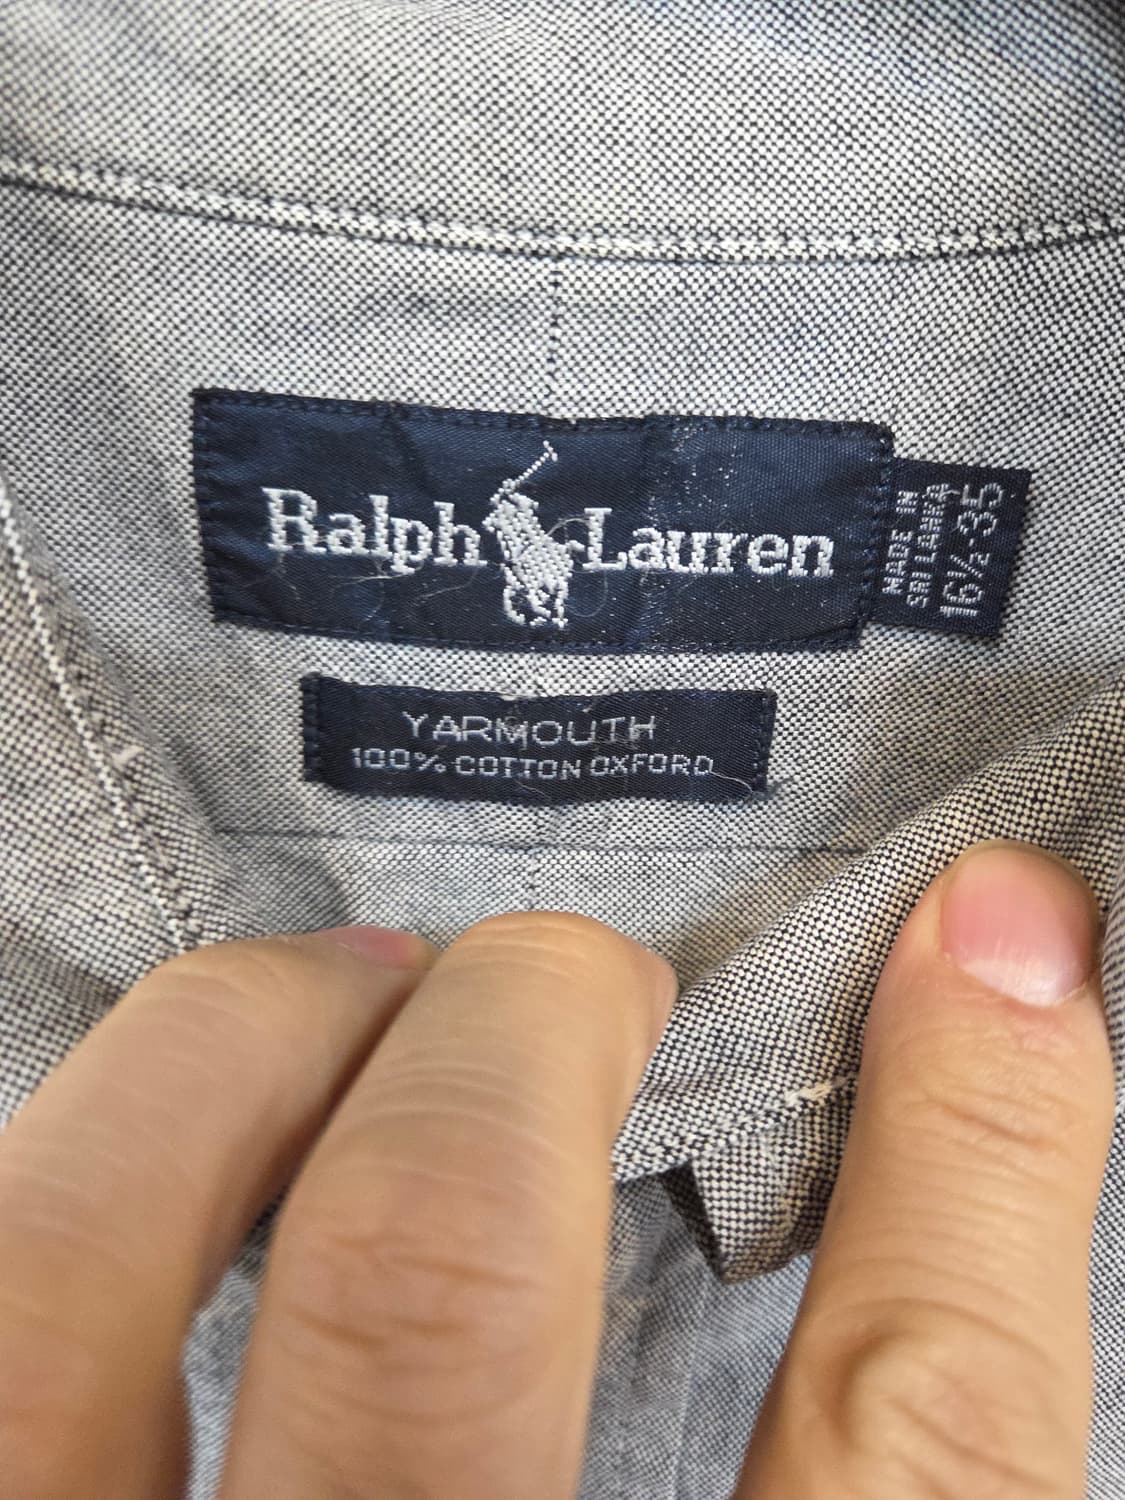 Ralph Lauren
MADE IN
SRI LANKA
16½-35
YARMOUTH
100% COTTON OXFORD